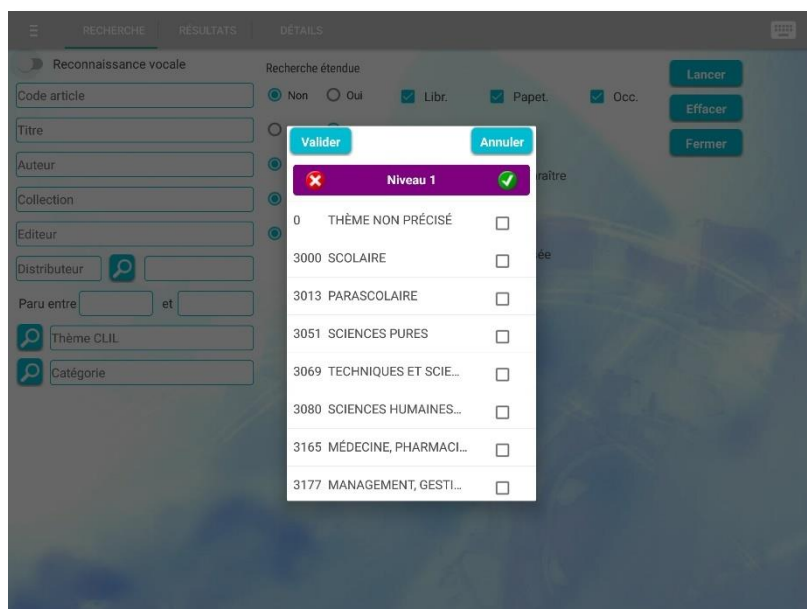 RECHERCHE RÉSULTATS DÉTAILS
Reconnaissance vocale
Recherche étendue
Lancer
Code article
Non Oui Libr. Papet. Occ.
Effacer
Titre
Valider Annuler
Fermer
Auteur
Niveau 1
raître
Collection
0 THÈME NON PRÉCISÉ
Editeur
3000 SCOLAIRE
ée
Distributeur
3013 PARASCOLAIRE
Paru entre et
3051 SCIENCES PURES
Thème CLIL
3069 TECHNIQUES ET SCIE...
Catégorie
3080 SCIENCES HUMAINES...
3165 MÉDECINE, PHARMACI...
3177 MANAGEMENT, GESTI...